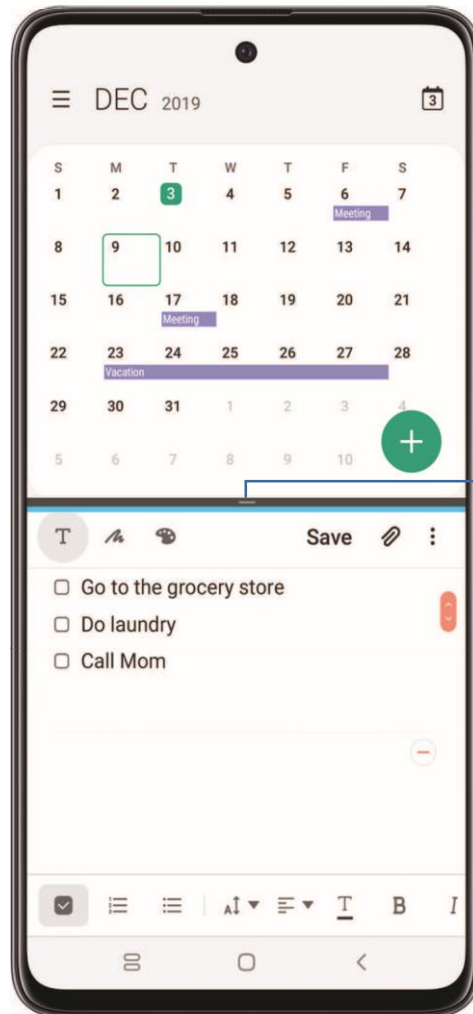 DEC 2019
3
S M T W T F S
1 2 3 4 5 6 7
Meeting
8 9 10 11 12 13 14
15 16 17 18 19 20 21
Meeting
22 23 24 25 26 27 28
Vacation
29 30 31 1 2 3 4
5 6 7 8 9 10
T Save
Go to the grocery store
Do laundry
Call Mom
A T B I